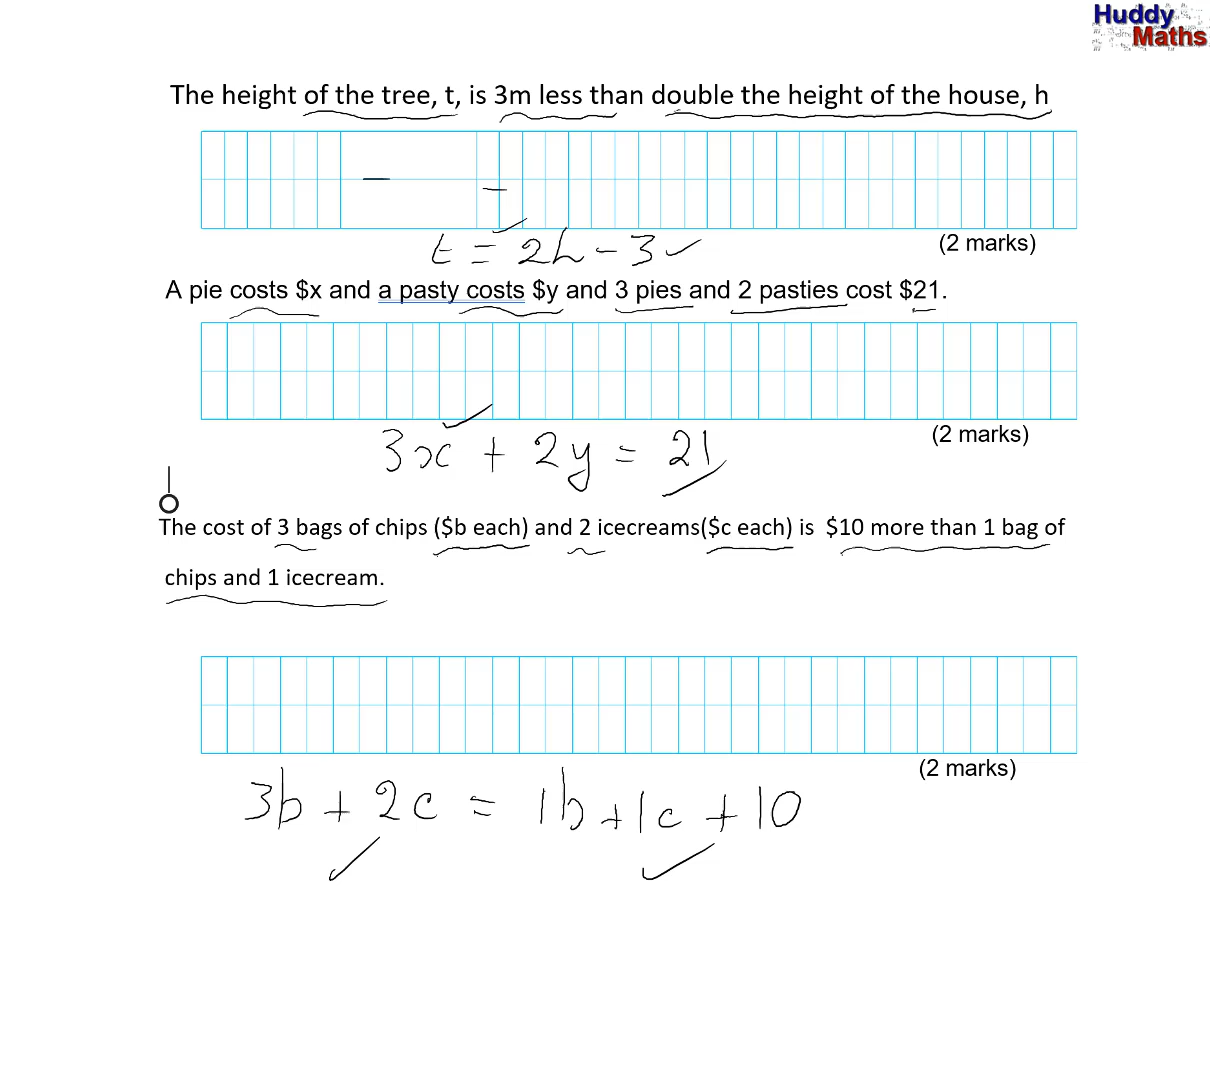 Huddy
Maths
The height of the tree, t, is 3m less than double the height of the house, h
(2 marks)
t = 2h - 3
A pie costs $x and a pasty costs $y and 3 pies and 2 pasties cost $21.
(2 marks)
3x + 2y = 21
The cost of 3 bags of chips ($b each) and 2 icecreams($c each) is  $10 more than 1 bag of
chips and 1 icecream.
(2 marks)
3b + 2c = 1b + 1c + 10